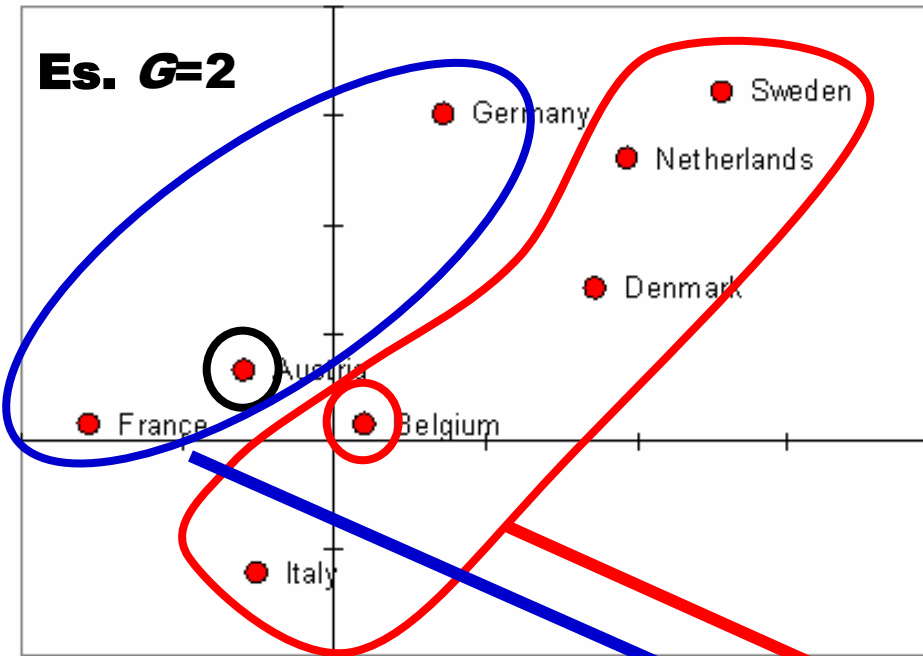 Es. G=2
Sweden
Germany
Netherlands
Denmark
Austria
France
Belgium
Italy